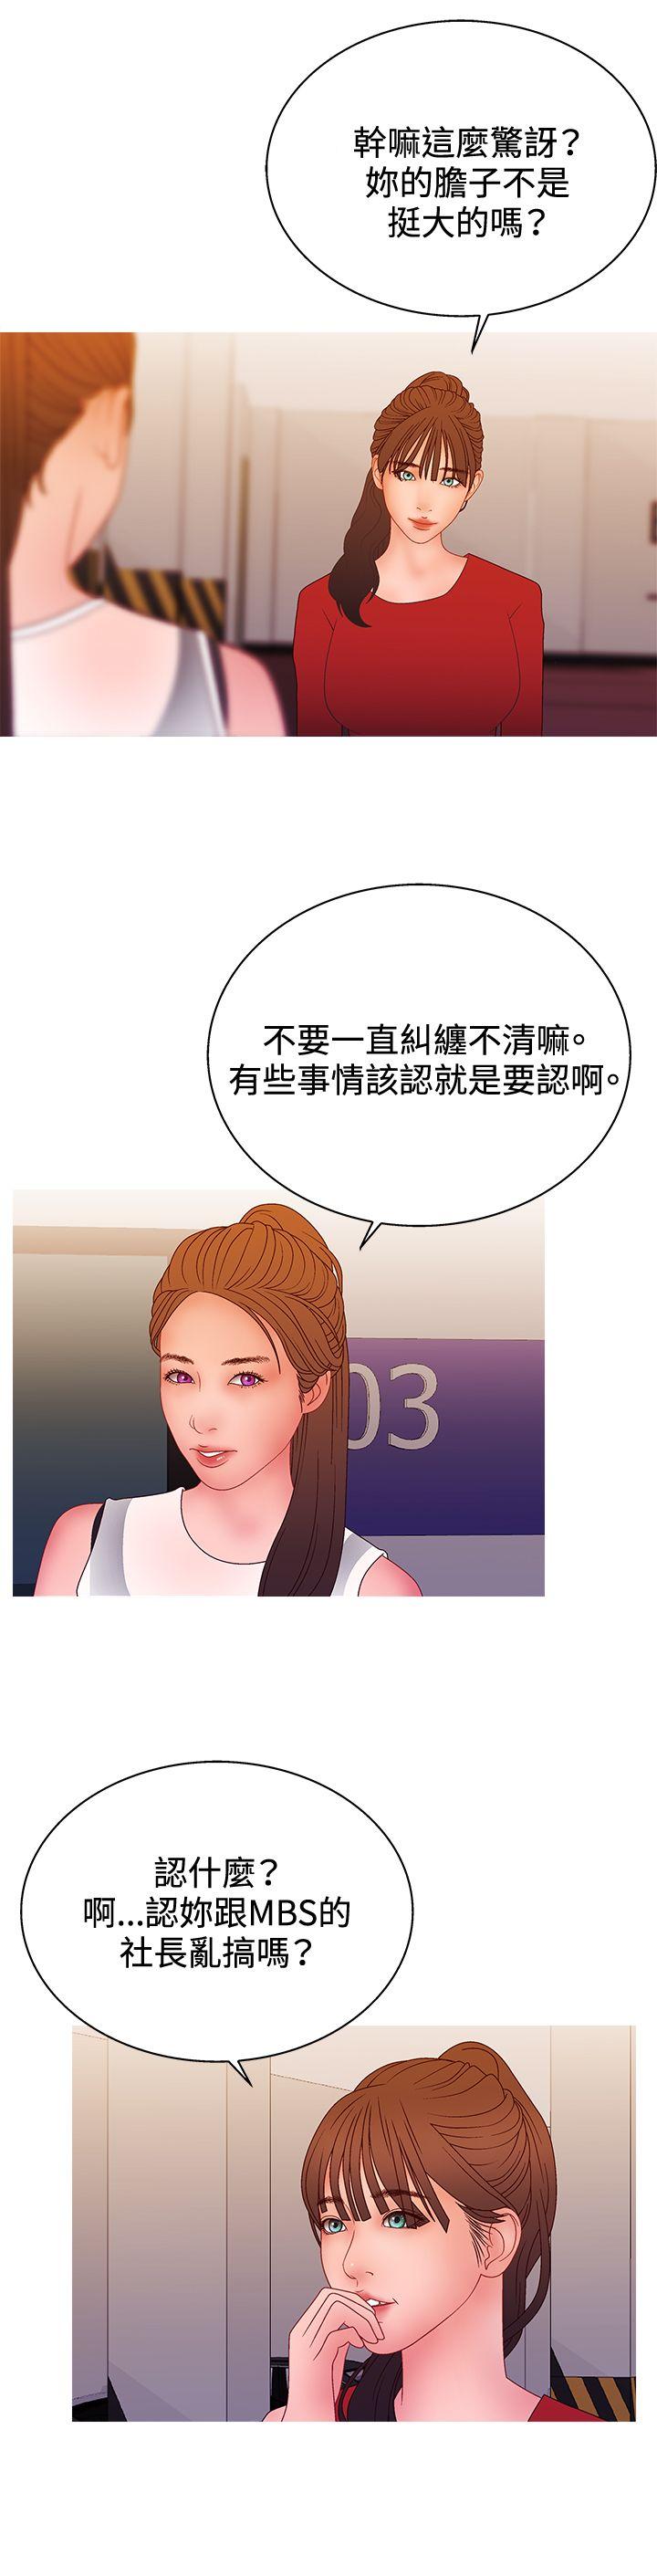 幹嘛這麼驚訝？
妳的膽子不是
挺大的嗎？
不要一直糾纏不清嘛。
有些事情該認就是要認啊。
03
認什麼？
啊...認妳跟MBS的
社長亂搞嗎？